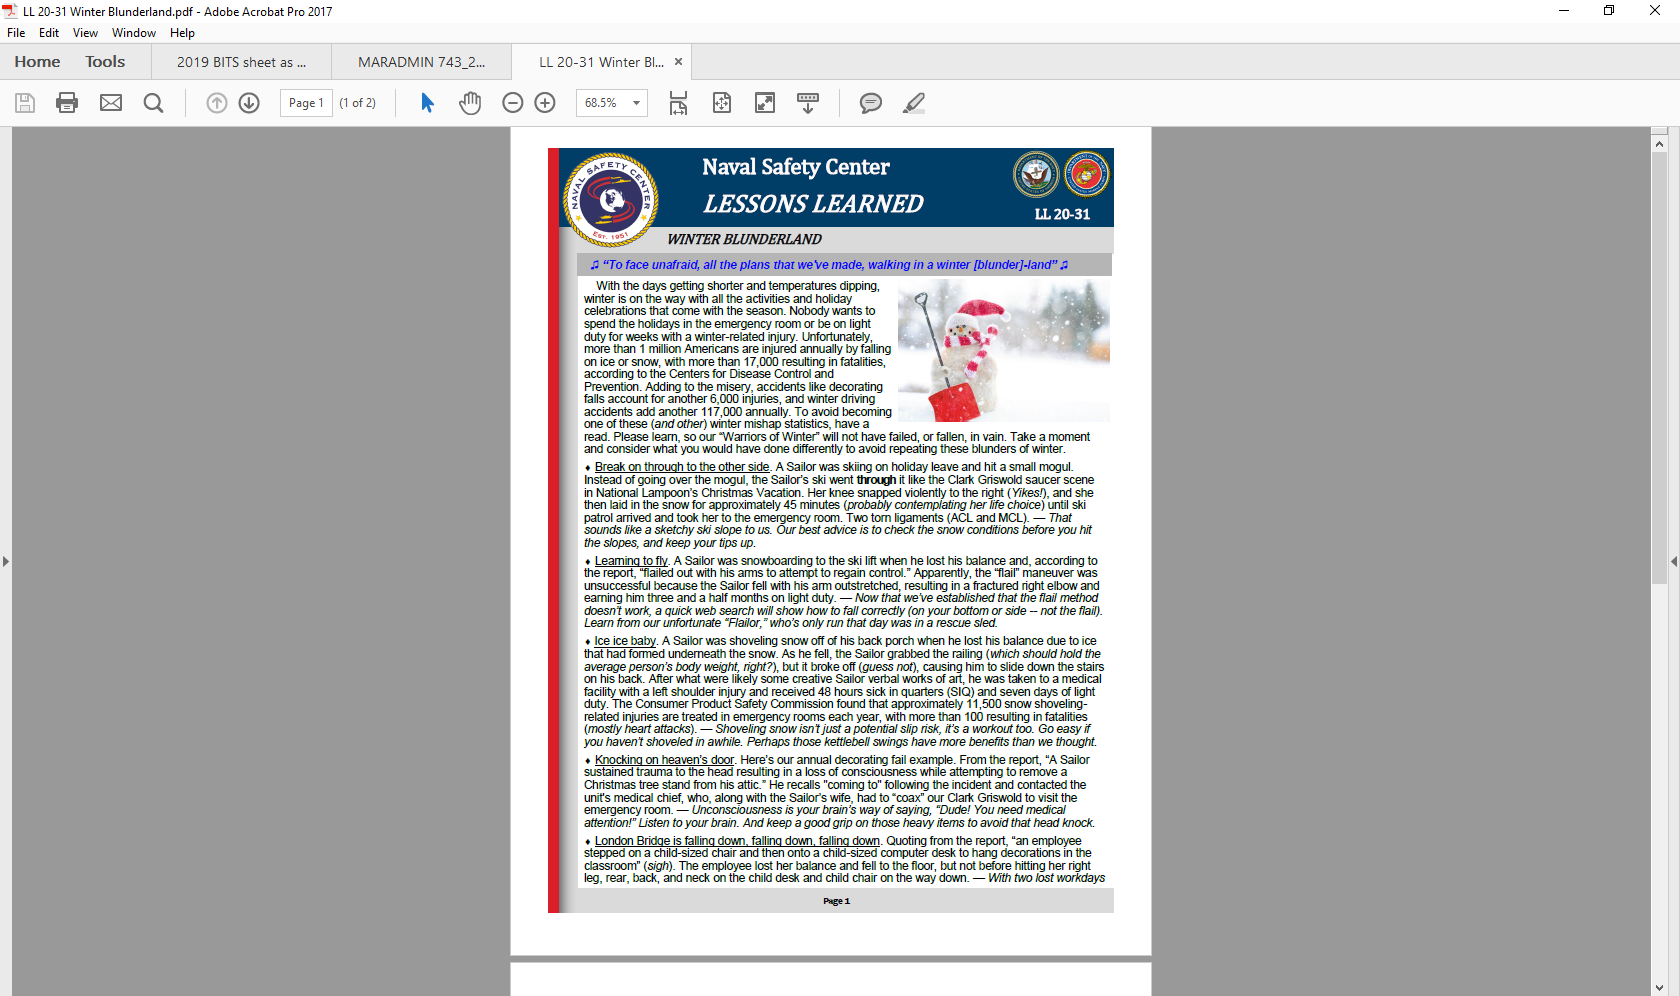 LL 20-31 Winter Blunderland.pdf - Adobe Acrobat Pro 2017
File Edit View Window Help
Home Tools 2019 BITS sheet as ... MARADMIN 743_2... LL 20-31 Winter Bl... ×
Page 1 (1 of 2) 68.5%
NAVAL SAFETY CENTER
EST. 1951
Naval Safety Center
LESSONS LEARNED
LL 20-31
WINTER BLUNDERLAND
♫ “To face unafraid, all the plans that we've made, walking in a winter [blunder]-land” ♫
With the days getting shorter and temperatures dipping,
winter is on the way with all the activities and holiday
celebrations that come with the season. Nobody wants to
spend the holidays in the emergency room or be on light
duty for weeks with a winter-related injury. Unfortunately,
more than 1 million Americans are injured annually by falling
on ice or snow, with more than 17,000 resulting in fatalities,
according to the Centers for Disease Control and
Prevention. Adding to the misery, accidents like decorating
falls account for another 6,000 injuries, and winter driving
accidents add another 117,000 annually. To avoid becoming
one of these (and other) winter mishap statistics, have a
read. Please learn, so our “Warriors of Winter” will not have failed, or fallen, in vain. Take a moment
and consider what you would have done differently to avoid repeating these blunders of winter.
♦ Break on through to the other side. A Sailor was skiing on holiday leave and hit a small mogul.
Instead of going over the mogul, the Sailor’s ski went through it like the Clark Griswold saucer scene
in National Lampoon’s Christmas Vacation. Her knee snapped violently to the right (Yikes!), and she
then laid in the snow for approximately 45 minutes (probably contemplating her life choice) until ski
patrol arrived and took her to the emergency room. Two torn ligaments (ACL and MCL). — That
sounds like a sketchy ski slope to us. Our best advice is to check the snow conditions before you hit
the slopes, and keep your tips up.
♦ Learning to fly. A Sailor was snowboarding to the ski lift when he lost his balance and, according to
the report, “flailed out with his arms to attempt to regain control.” Apparently, the “flail” maneuver was
unsuccessful because the Sailor fell with his arm outstretched, resulting in a fractured right elbow and
earning him three and a half months on light duty. — Now that we’ve established that the flail method
doesn’t work, a quick web search will show how to fall correctly (on your bottom or side -- not the flail).
Learn from our unfortunate “Flailor,” who’s only run that day was in a rescue sled.
♦ Ice ice baby. A Sailor was shoveling snow off of his back porch when he lost his balance due to ice
that had formed underneath the snow. As he fell, the Sailor grabbed the railing (which should hold the
average person’s body weight, right?), but it broke off (guess not), causing him to slide down the stairs
on his back. After what were likely some creative Sailor verbal works of art, he was taken to a medical
facility with a left shoulder injury and received 48 hours sick in quarters (SIQ) and seven days of light
duty. The Consumer Product Safety Commission found that approximately 11,500 snow shoveling-
related injuries are treated in emergency rooms each year, with more than 100 resulting in fatalities
(mostly heart attacks). — Shoveling snow isn’t just a potential slip risk, it’s a workout too. Go easy if
you haven’t shoveled in awhile. Perhaps those kettlebell swings have more benefits than we thought.
♦ Knocking on heaven’s door. Here’s our annual decorating fail example. From the report, “A Sailor
sustained trauma to the head resulting in a loss of consciousness while attempting to remove a
Christmas tree stand from his attic.” He recalls "coming to" following the incident and contacted the
unit's medical chief, who, along with the Sailor’s wife, had to “coax” our Clark Griswold to visit the
emergency room. — Unconsciousness is your brain’s way of saying, “Dude! You need medical
attention!” Listen to your brain. And keep a good grip on those heavy items to avoid that head knock.
♦ London Bridge is falling down, falling down, falling down. Quoting from the report, “an employee
stepped on a child-sized chair and then onto a child-sized computer desk to hang decorations in the
classroom” (sigh). The employee lost her balance and fell to the floor, but not before hitting her right
leg, rear, back, and neck on the child desk and child chair on the way down. — With two lost workdays
Page 1